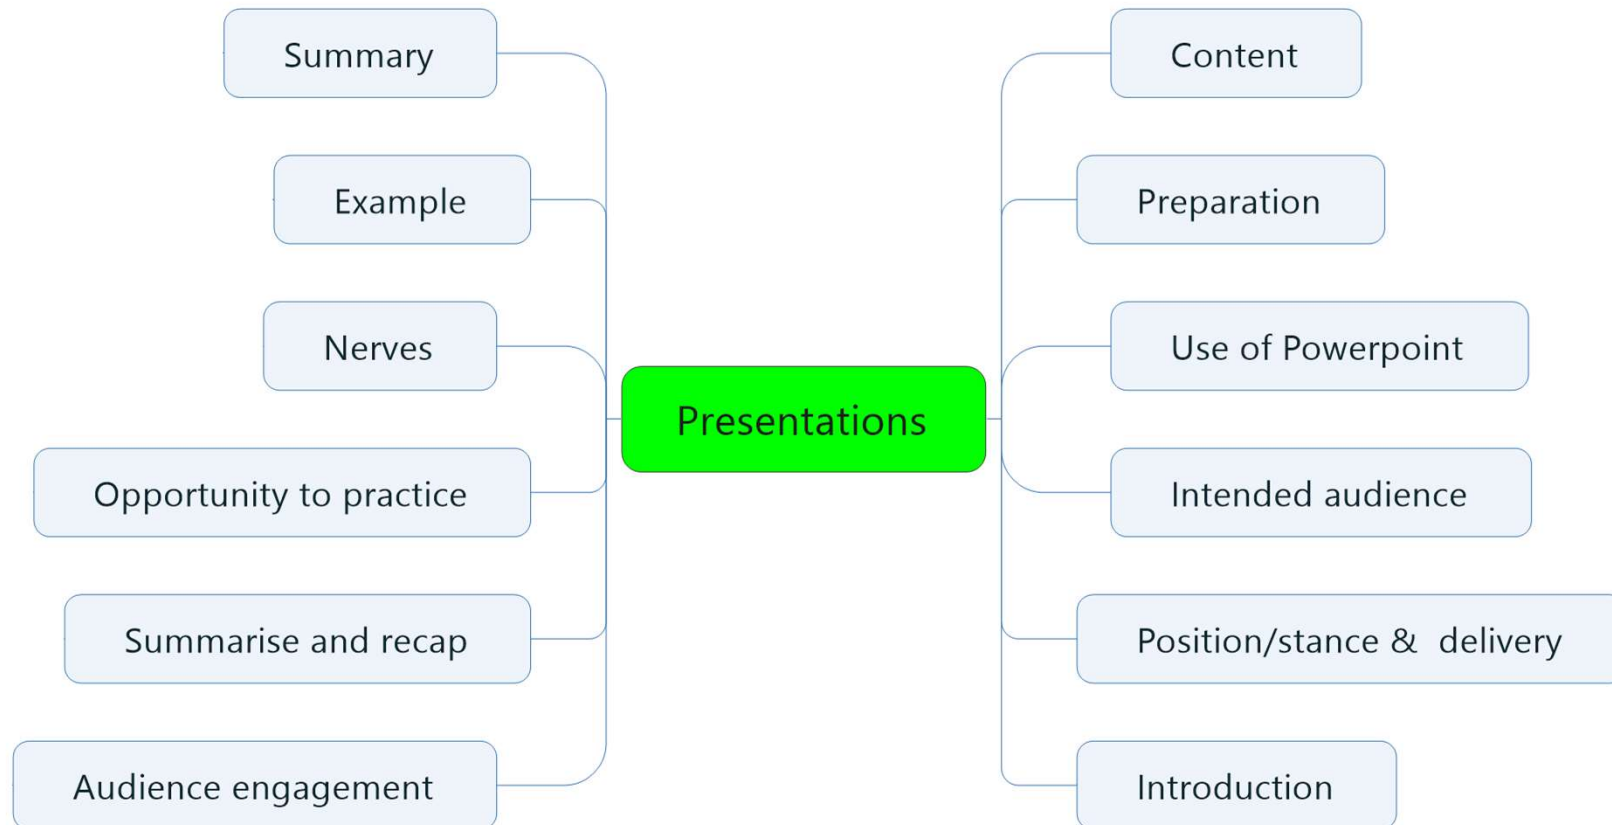 Summary
Example
Nerves
Opportunity to practice
Summarise and recap
Audience engagement
Presentations
Content
Preparation
Use of Powerpoint
Intended audience
Position/stance &  delivery
Introduction